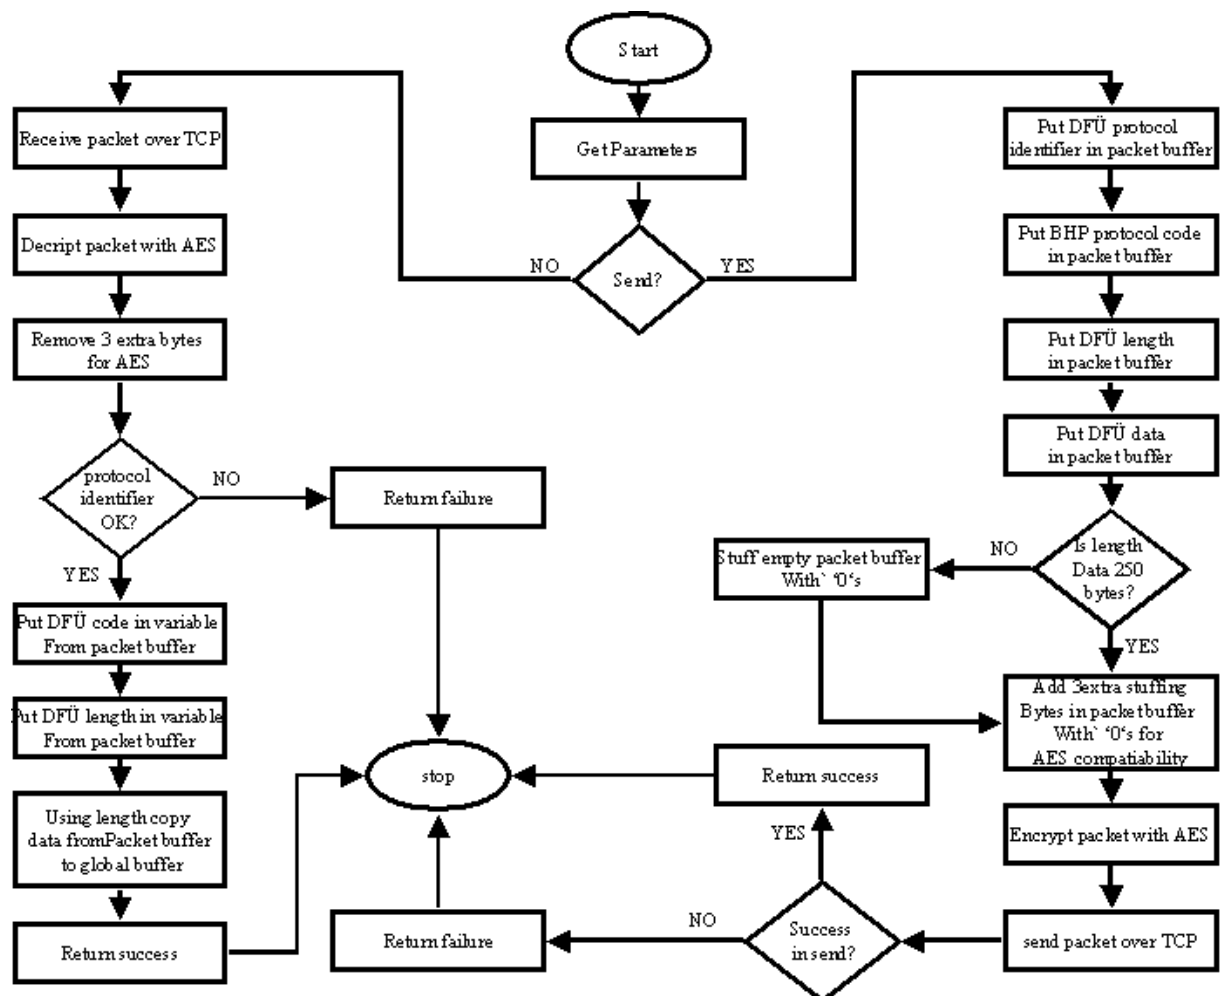 Start
Get Parameters
Send?
NO
YES
Receive packet over TCP
Decript packet with AES
Remove 3 extra bytes
for AES
protocol
identifier
OK?
NO
YES
Return failure
Put DFÜ code in variable
From packet buffer
Put DFÜ length in variable
From packet buffer
Using length copy
data fromPacket buffer
to global buffer
Return success
stop
Put DFÜ protocol
identifier in packet buffer
Put BHP protocol code
in packet buffer
Put DFÜ length
in packet buffer
Put DFÜ data
in packet buffer
Is length
Data 250
bytes?
NO
YES
Stuff empty packet buffer
With` ‘0‘s
Add 3extra stuffing
Bytes in packet buffer
With` ‘0‘s for
AES compatiability
Encrypt packet with AES
send packet over TCP
Success
in send?
YES
NO
Return success
Return failure